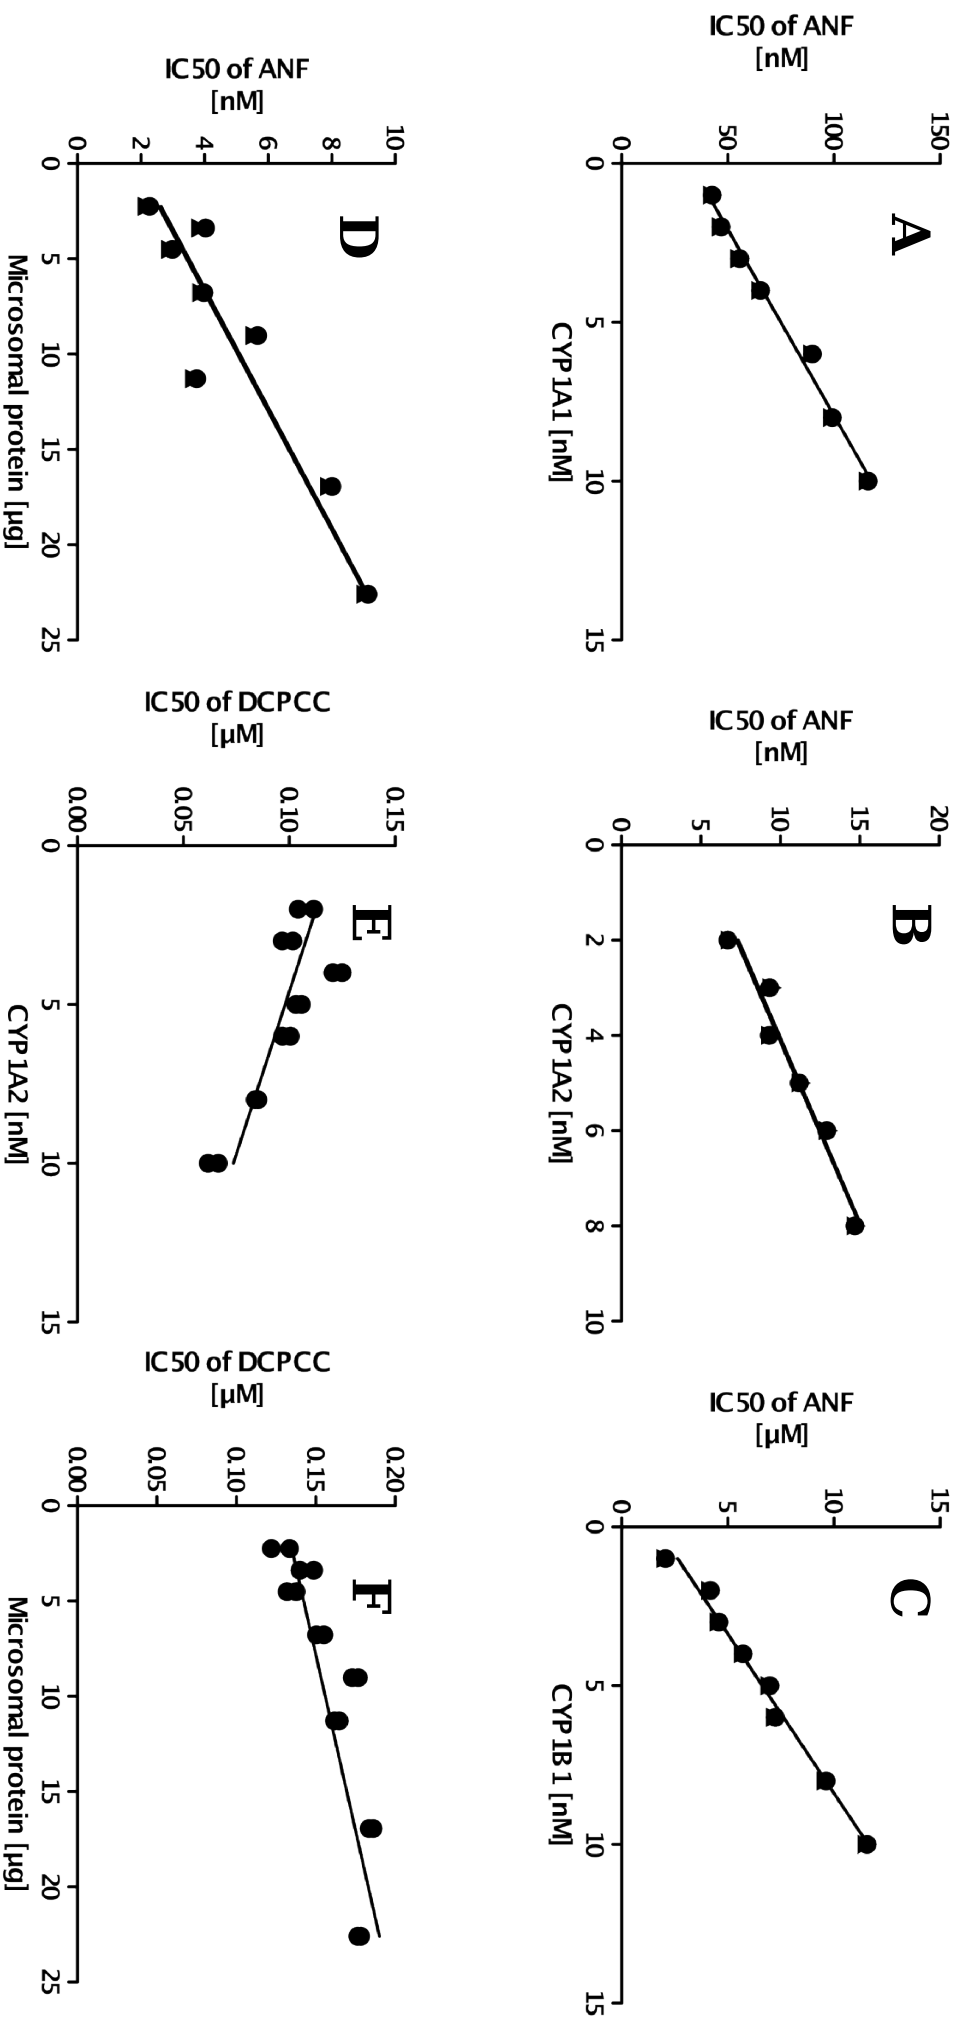 A
IC50 of ANF
[nM]
150
100
50
0
0
5
10
15
CYP1A1 [nM]
B
IC50 of ANF
[nM]
20
15
10
5
0
0
2
4
6
8
10
CYP1A2 [nM]
C
IC50 of ANF
[µM]
15
10
5
0
0
5
10
15
CYP1B1 [nM]
D
IC50 of ANF
[nM]
10
8
6
4
2
0
0
5
10
15
20
25
Microsomal protein [µg]
E
IC50 of DCPCC
[µM]
0.15
0.10
0.05
0.00
0
5
10
15
CYP1A2 [nM]
F
IC50 of DCPCC
[µM]
0.20
0.15
0.10
0.05
0.00
0
5
10
15
20
25
Microsomal protein [µg]